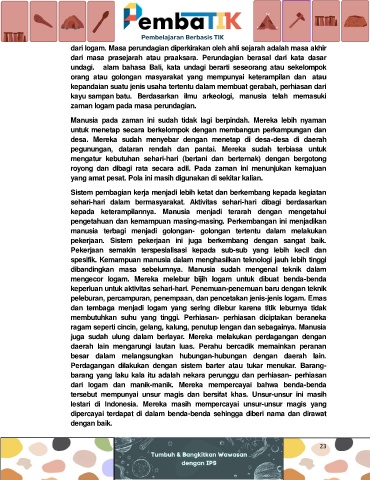 PembaTIK
Pembelajaran Berbasis TIK
dari logam. Masa perundagian diperkirakan oleh ahli sejarah adalah masa akhir
dari masa prasejarah atau praaksara. Perundagian berasal dari kata dasar
undagi. alam bahasa Bali, kata undagi berarti seseorang atau sekelompok
orang atau golongan masyarakat yang mempunyai keterampilan dan atau
kepandaian suatu jenis usaha tertentu dalam membuat gerabah, perhiasan dari
kayu sampan batu. Berdasarkan ilmu arkeologi, manusia telah memasuki
zaman logam pada masa perundagian.
Manusia pada zaman ini sudah tidak lagi berpindah. Mereka lebih nyaman
untuk menetap secara berkelompok dengan membangun perkampungan dan
desa. Mereka sudah menyebar dengan menetap di desa-desa di daerah
pegunungan, dataran rendah dan pantai. Mereka sudah terbiasa untuk
mengatur kebutuhan sehari-hari (bertani dan berternak) dengan bergotong
royong dan dibagi rata secara adil. Pada zaman ini menunjukan kemajuan
yang amat pesat. Pola ini masih digunakan di sekitar kalian.
Sistem pembagian kerja menjadi lebih ketat dan berkembang kepada kegiatan
sehari-hari dalam bermasyarakat. Aktivitas sehari-hari dibagi berdasarkan
kepada keterampilannya. Manusia menjadi terarah dengan mengetahui
pengetahuan dan kemampuan masing-masing. Perkembangan ini menjadikan
manusia terbagi menjadi golongan- golongan tertentu dalam melakukan
pekerjaan. Sistem pekerjaan ini juga berkembang dengan sangat baik.
Pekerjaan semakin terspesialisasi kepada sub-sub yang lebih kecil dan
spesifik. Kemampuan manusia dalam menghasilkan teknologi jauh lebih tinggi
dibandingkan masa sebelumnya. Manusia sudah mengenal teknik dalam
mengecor logam. Mereka melebur bijih logam untuk dibuat benda-benda
keperluan untuk aktivitas sehari-hari. Penemuan-penemuan baru dengan teknik
peleburan, percampuran, penempaan, dan pencetakan jenis-jenis logam. Emas
dan tembaga menjadi logam yang sering dilebur karena titik leburnya tidak
membutuhkan suhu yang tinggi. Perhiasan- perhiasan diciptakan beraneka
ragam seperti cincin, gelang, kalung, penutup lengan dan sebagainya. Manusia
juga sudah ulung dalam berlayar. Mereka melakukan perdagangan dengan
daerah lain mengarungi lautan luas. Perahu bercadik memainkan peranan
besar dalam melangsungkan hubungan-hubungan dengan daerah lain.
Perdagangan dilakukan dengan sistem barter atau tukar menukar. Barang-
barang yang laku kala itu adalah nekara perunggu dan perhiasan- perhiasan
dari logam dan manik-manik. Mereka mempercayai bahwa benda-benda
tersebut mempunyai unsur magis dan bersifat khas. Unsur-unsur ini masih
lestari di Indonesia. Mereka masih mempercayai unsur-unsur magis yang
dipercayai terdapat di dalam benda-benda sehingga diberi nama dan dirawat
dengan baik.
23
Tumbuh & Bangkitkan Wawasan
dengan IPS